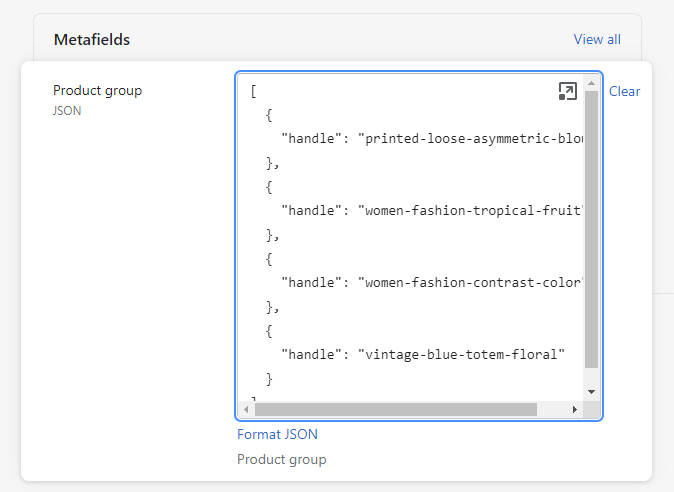 Metafields
View all
Product group
JSON
[
{
"handle": "printed-loose-asymmetric-blou
},
{
"handle": "women-fashion-tropical-fruit"
},
{
"handle": "women-fashion-contrast-color"
},
{
"handle": "vintage-blue-totem-floral"
}
]
Clear
Format JSON
Product group